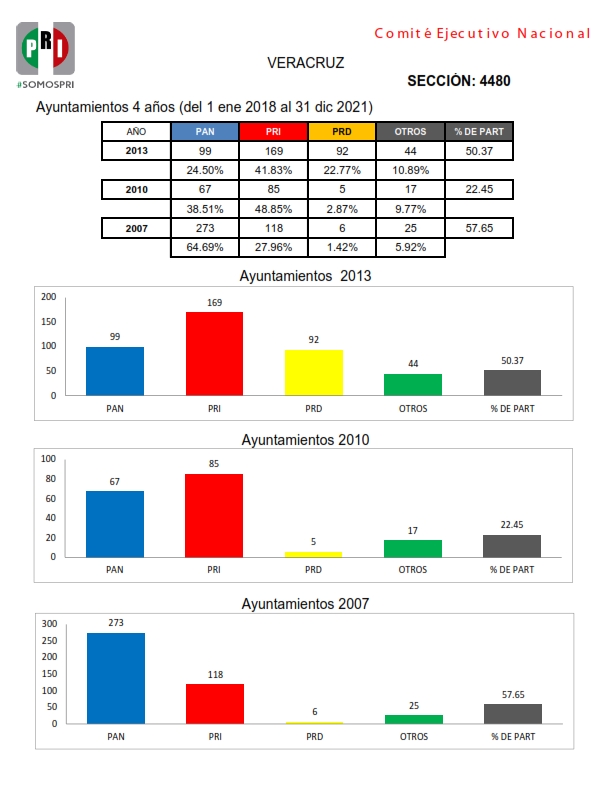 Comité Ejecutivo Nacional
PRI
#SOMOSPRI
VERACRUZ
SECCIÓN: 4480
Ayuntamientos 4 años (del 1 ene 2018 al 31 dic 2021)
AÑO PAN PRI PRD OTROS % DE PART
2013 99 169 92 44 50.37
24.50% 41.83% 22.77% 10.89%
2010 67 85 5 17 22.45
38.51% 48.85% 2.87% 9.77%
2007 273 118 6 25 57.65
64.69% 27.96% 1.42% 5.92%
Ayuntamientos 2013
200
150
100
50
0
99 169 92 44 50.37
PAN PRI PRD OTROS % DE PART
Ayuntamientos 2010
100
80
60
40
20
0
67 85 5 17 22.45
PAN PRI PRD OTROS % DE PART
Ayuntamientos 2007
300
250
200
150
100
50
0
273 118 6 25 57.65
PAN PRI PRD OTROS % DE PART